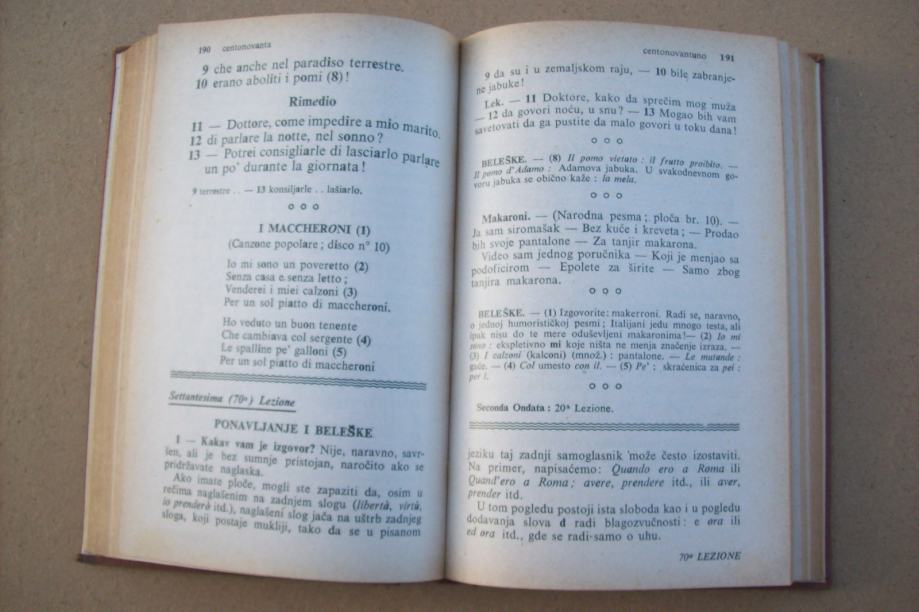 190 centonovanta
9 che anche nel paradiso terrestre.
10 erano aboliti i pomi (8)!
Rimedio
11 — Dottore, come impedire a mio marito.
12 di parlare la notte, nel sonno?
13 — Potrei consigliarle di lasciarlo parlare
un po' durante la giornata!
9 terrestre . . — 13 konsiljarle . . lašiarlo.
o o o
I MACCHERONI (1)
(Canzone popolare; disco n° 10)
Io mi sono un poveretto (2)
Senza casa e senza letto;
Venderei i miei calzoni (3)
Per un sol piatto di maccheroni.
Ho veduto un buon tenente
Che cambiava col sergente (4)
Le spalline pe' galloni (5)
Per un sol piatto di maccheroni
Settantesima (70ª) Lezione
PONAVLJANJE I BELEŠKE
1 — Kakav vam je izgovor? Nije, naravno, savr-
šen, ali je bez sumnje pristojan, naročito ako se
pridržavate naglaska.
Ako imate ploče, mogli ste zapaziti da, osim u
rečima naglašenim na zadnjem slogu (libertà, virtù,
io prenderò itd.), naglašeni slog jača na uštrb zadnjeg
sloga, koji postaje mukliji, tako da se u pisanom
centonovantuno 191
9 da su i u zemaljskom raju, — 10 bile zabranje-
ne jabuke!
Lek. — 11 Doktore, kako da sprečim mog muža
— 12 da govori noću, u snu? — 13 Mogao bih vam
savetovati da ga pustite da malo govori u toku dana!
o o o
BELEŠKE. — (8) Il pomo vietato: il frutto proibito. —
Il pomo d'Adamo: Adamova jabuka. U svakodnevnom go-
voru jabuka se obično kaže: la mela.
o o o
Makaroni. — (Narodna pesma; ploča br. 10). —
Ja sam siromašak — Bez kuće i kreveta; — Prodao
bih svoje pantalone — Za tanjir makarona.
Video sam jednog poručnika — Koji je menjao sa
podoficirom — Epolete za širite — Samo zbog
tanjira makarona.
o o o
BELEŠKE. — (1) Izgovorite: makerroni. Radi se, naravno,
o jednoj humorističkoj pesmi; Italijani jedu mnogo testa, ali
ipak nisu do te mere oduševljeni makaronima!— (2) Io mi
sono: ekspletivno mi koje ništa ne menja značenje izraza. —
(3) I calzoni (kalconi) (množ.): pantalone. — Le mutande:
gaće. — (4) Col umesto con il. — (5) Pe': skraćenica za pei:
per i.
o o o
Seconda Ondata: 20ª Lezione.
jeziku taj zadnji samoglasnik može često izostaviti.
Na primer, napisaćemo: Quando ero a Roma ili
Quand'ero a Roma; avere, prendere itd., ili aver,
prender itd.
U tom pogledu postoji ista sloboda kao i u pogledu
dodavanja slova d radi blagozvučnosti: e ora ili
ed ora itd., gde se radi samo o uhu.
70ª LEZIONE